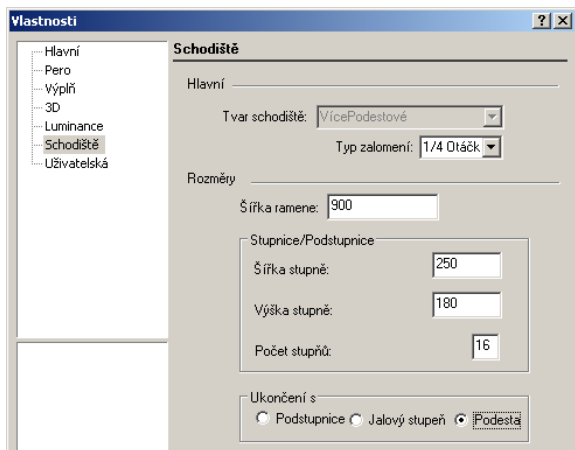 Vlastnosti
Hlavní
Pero
Výplň
3D
Luminance
Schodiště
Uživatelská
Schodiště
Hlavní
Tvar schodiště: VícePodestové
Typ zalomení: 1/4 Otáčk
Rozměry
Šířka ramene: 900
Stupnice/Podstupnice
Šířka stupně: 250
Výška stupně: 180
Počet stupňů: 16
Ukončení s
Podstupnice Jalový stupeň Podesta